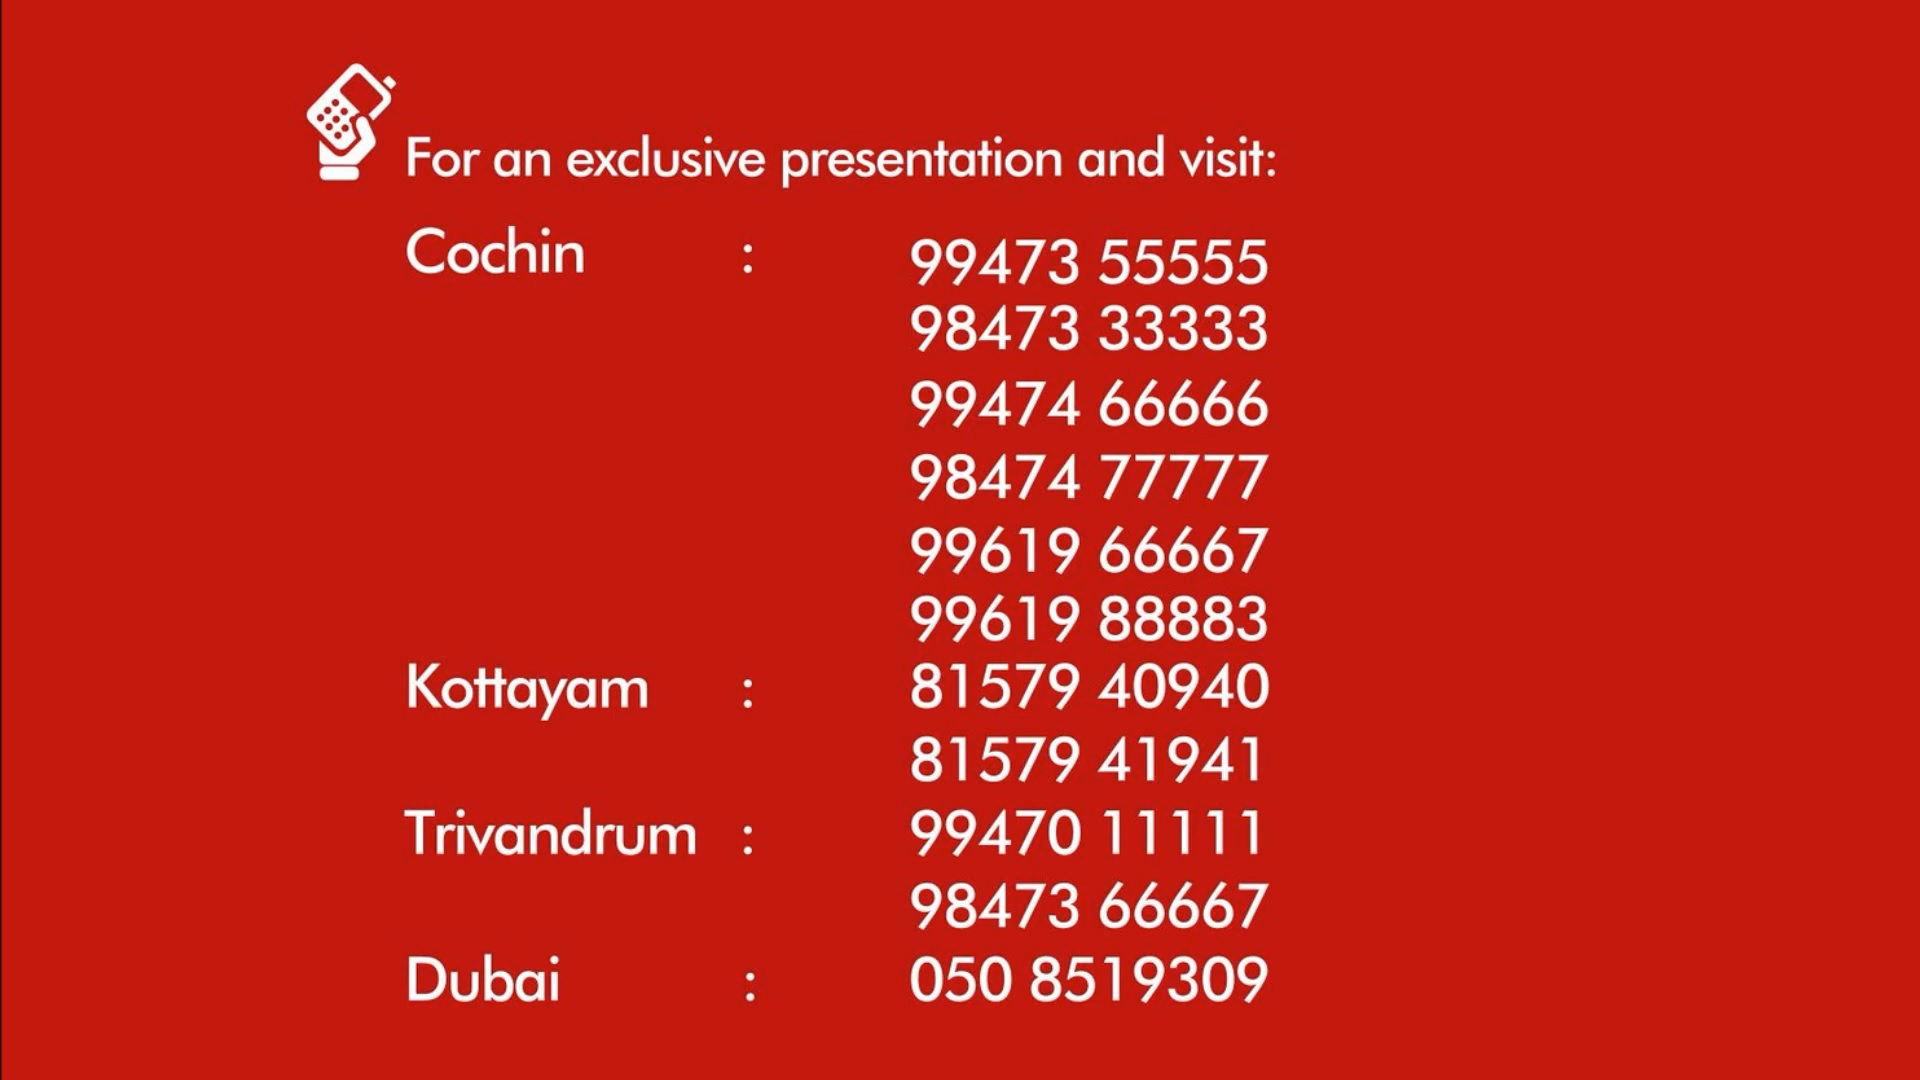 For an exclusive presentation and visit:
Cochin : 99473 55555
98473 33333
99474 66666
98474 77777
99619 66667
99619 88883
Kottayam : 81579 40940
81579 41941
Trivandrum : 99470 11111
98473 66667
Dubai : 050 8519309